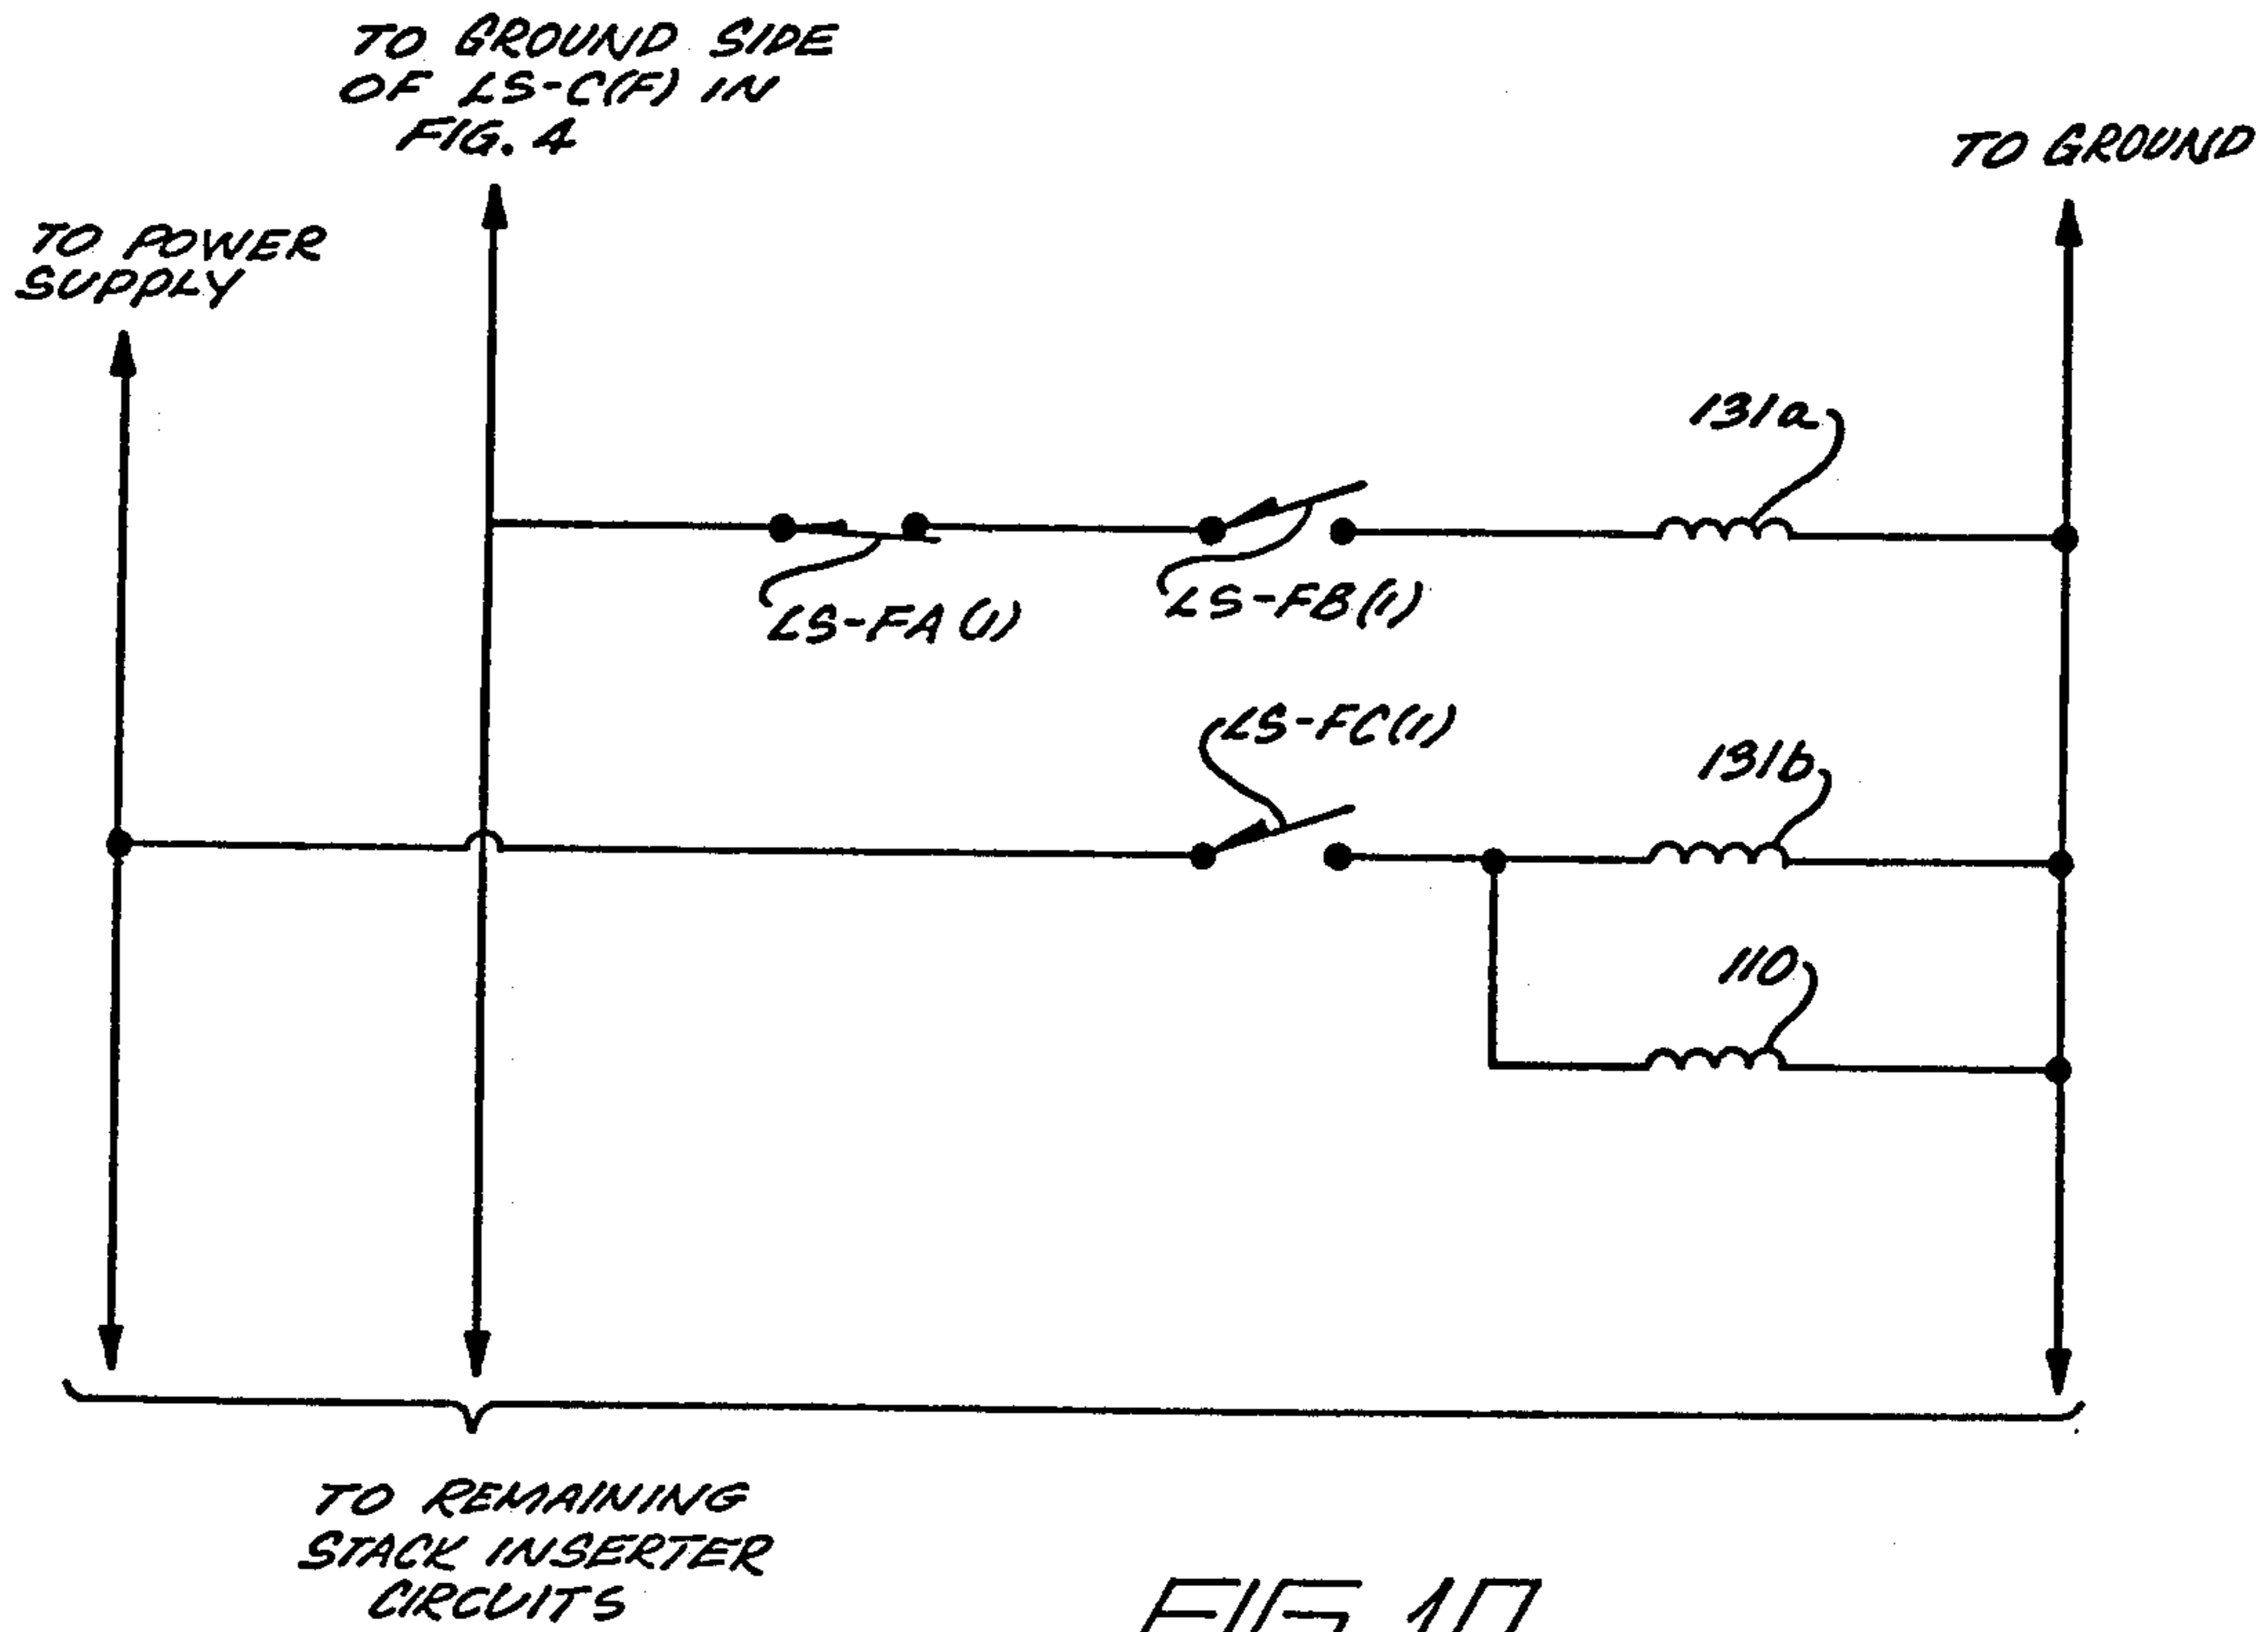 TO GROUND SIDE
OF LS-C(F) IN
FIG. 4
TO GROUND
TO POWER
SUPPLY
131a
LS-FA(1)
LS-FB(1)
LS-FC(1)
131b
110
TO REMAINING
STACK INSERTER
CIRCUITS
FIG 10